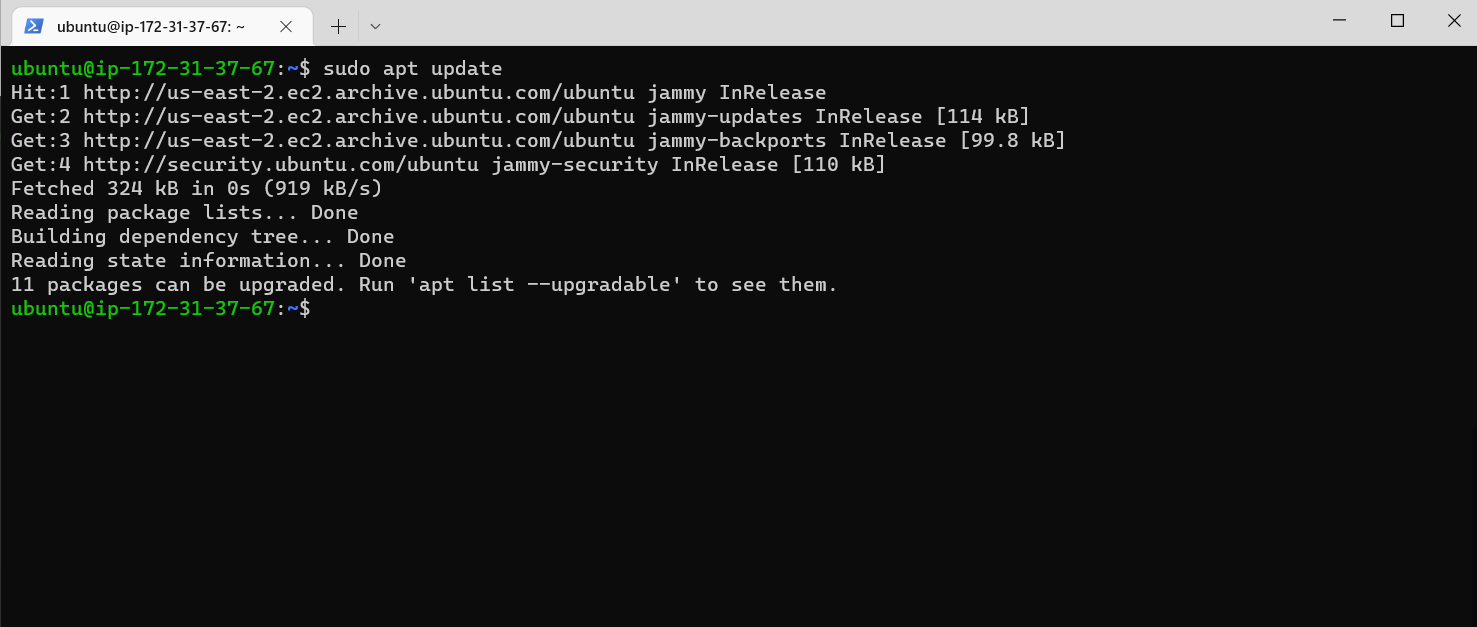 ubuntu@ip-172-31-37-67: ~
ubuntu@ip-172-31-37-67:~$ sudo apt update
Hit:1 http://us-east-2.ec2.archive.ubuntu.com/ubuntu jammy InRelease
Get:2 http://us-east-2.ec2.archive.ubuntu.com/ubuntu jammy-updates InRelease [114 kB]
Get:3 http://us-east-2.ec2.archive.ubuntu.com/ubuntu jammy-backports InRelease [99.8 kB]
Get:4 http://security.ubuntu.com/ubuntu jammy-security InRelease [110 kB]
Fetched 324 kB in 0s (919 kB/s)
Reading package lists... Done
Building dependency tree... Done
Reading state information... Done
11 packages can be upgraded. Run 'apt list --upgradable' to see them.
ubuntu@ip-172-31-37-67:~$